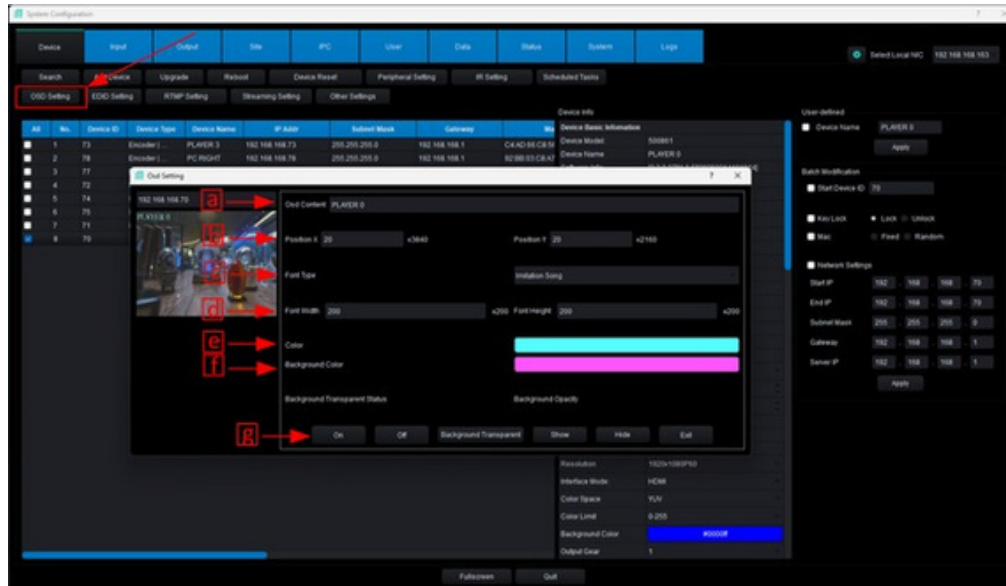 System Configuration
Device Input Output Site IPC User Data Status System Logs
Select Local NIC 192.168.168.163
Search Add Device Upgrade Reboot Device Reset Peripheral Setting IR Setting Scheduled Tasks
OSD Setting EDID Setting RTMP Setting Streaming Setting Other Settings
Device Info
User-defined
All No. Device ID Device Type Device Name IP Addr Subnet Mask Gateway Ma
Device Basic Information
Device Name PLAYER 0
1 73 Encoder | ... PLAYER 3 192.168.168.73 255.255.255.0 192.168.168.1
Device Model 500861
Apply
2 78 Encoder | ... PC RIGHT 192.168.168.78 255.255.255.0 192.168.168.1
Device Name PLAYER 0
3 77
4 72
5 74
6 75
7 71
8 70
Osd Setting ? X
192.168.168.70
PLAYER 0
a Osd Content PLAYER 0
Position X 20 ≤3840 Position Y 20 ≤2160
Font Type Imitation Song
d Font Width 200 ≤200 Font Height 200 ≤200
e Color
f Background Color
Background Transparent Status Background Opacity
g On Off Background Transparent Show Hide Exit
Batch Modification
Start Device ID 70
Key Lock Lock Unlock
Mac Fixed Random
Network Settings
Start IP 192 . 168 . 168 . 70
End IP 192 . 168 . 168 . 70
Subnet Mask 255 . 255 . 255 . 0
Gateway 192 . 168 . 168 . 1
Server IP 192 . 168 . 168 . 1
Apply
Resolution 1920x1080P60
Interface Mode HDMI
Color Space YUV
Color Limit 0-255
Background Color #0000ff
Output Gear 1
Fullscreen Quit